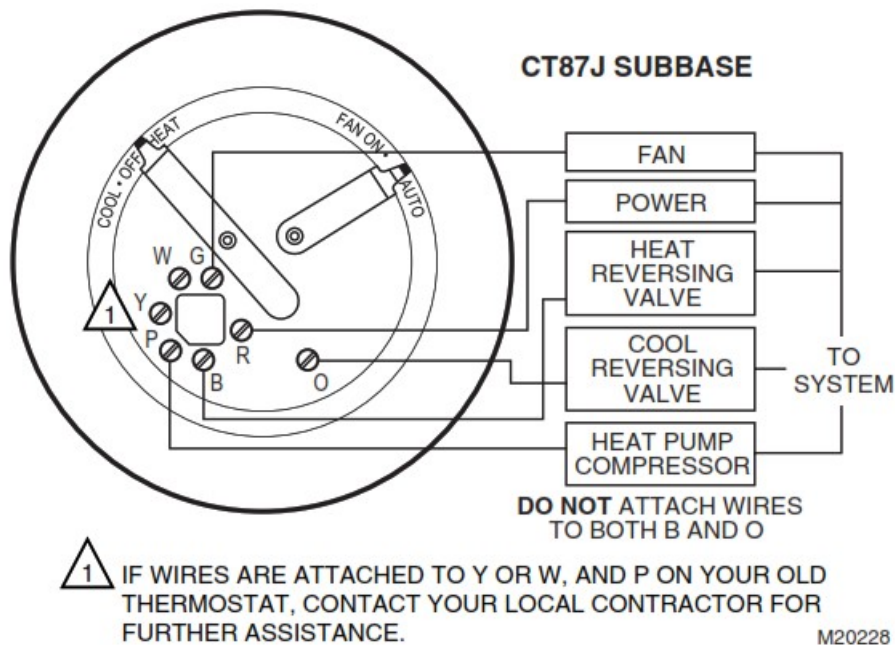 CT87J SUBBASE
COOL • OFF
HEAT
FAN ON •
AUTO
FAN
POWER
HEAT
REVERSING
VALVE
COOL
REVERSING
VALVE
HEAT PUMP
COMPRESSOR
TO
SYSTEM
W
G
Y
1
P
B
R
O
DO NOT ATTACH WIRES
TO BOTH B AND O
1
IF WIRES ARE ATTACHED TO Y OR W, AND P ON YOUR OLD
THERMOSTAT, CONTACT YOUR LOCAL CONTRACTOR FOR
FURTHER ASSISTANCE.
M20228